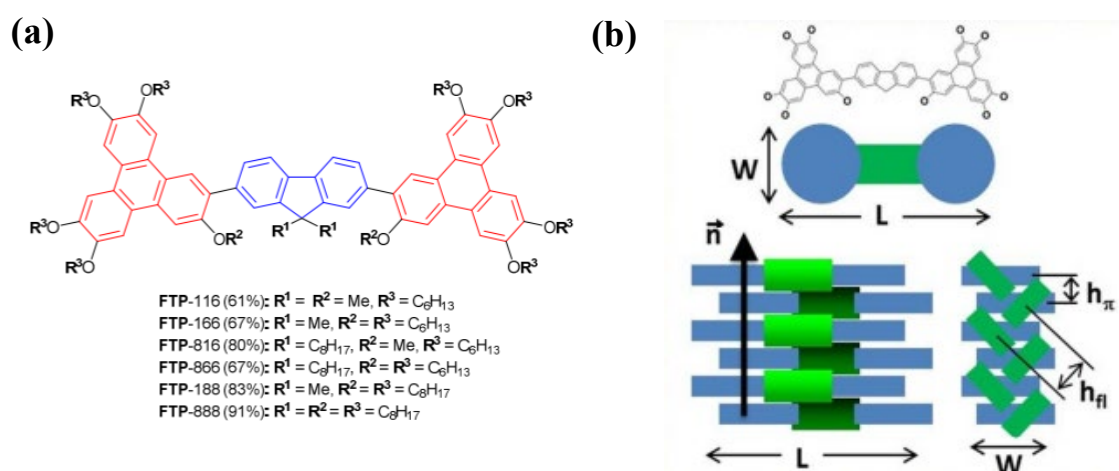 (a)
(b)
R³O OR³ R³O OR³
R³O OR³
R³O OR² R¹ R¹ R²O OR³
FTP-116 (61%): R¹ = R² = Me, R³ = C₆H₁₃
FTP-166 (67%): R¹ = Me, R² = R³ = C₆H₁₃
FTP-816 (80%): R¹ = C₈H₁₇, R² = Me, R³ = C₆H₁₃
FTP-866 (67%): R¹ = C₈H₁₇, R² = R³ = C₆H₁₃
FTP-188 (83%): R¹ = Me, R² = R³ = C₈H₁₇
FTP-888 (91%): R¹ = R² = R³ = C₈H₁₇
O O O O
O O
O O O O
W
L
n⃗
hπ
hfl
L
W